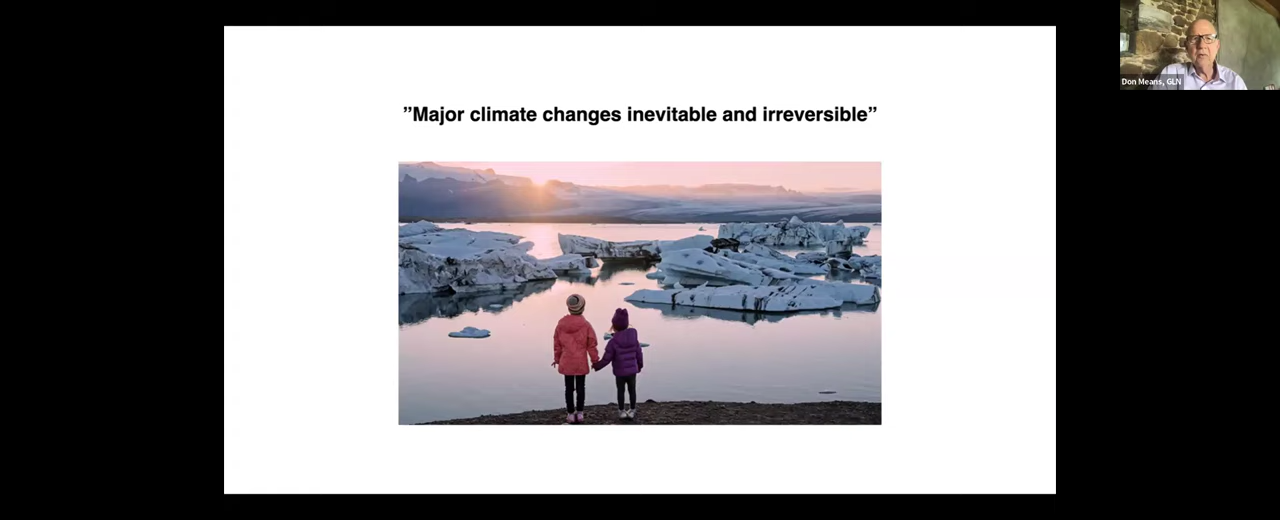 ”Major climate changes inevitable and irreversible”
Don Means, GLN